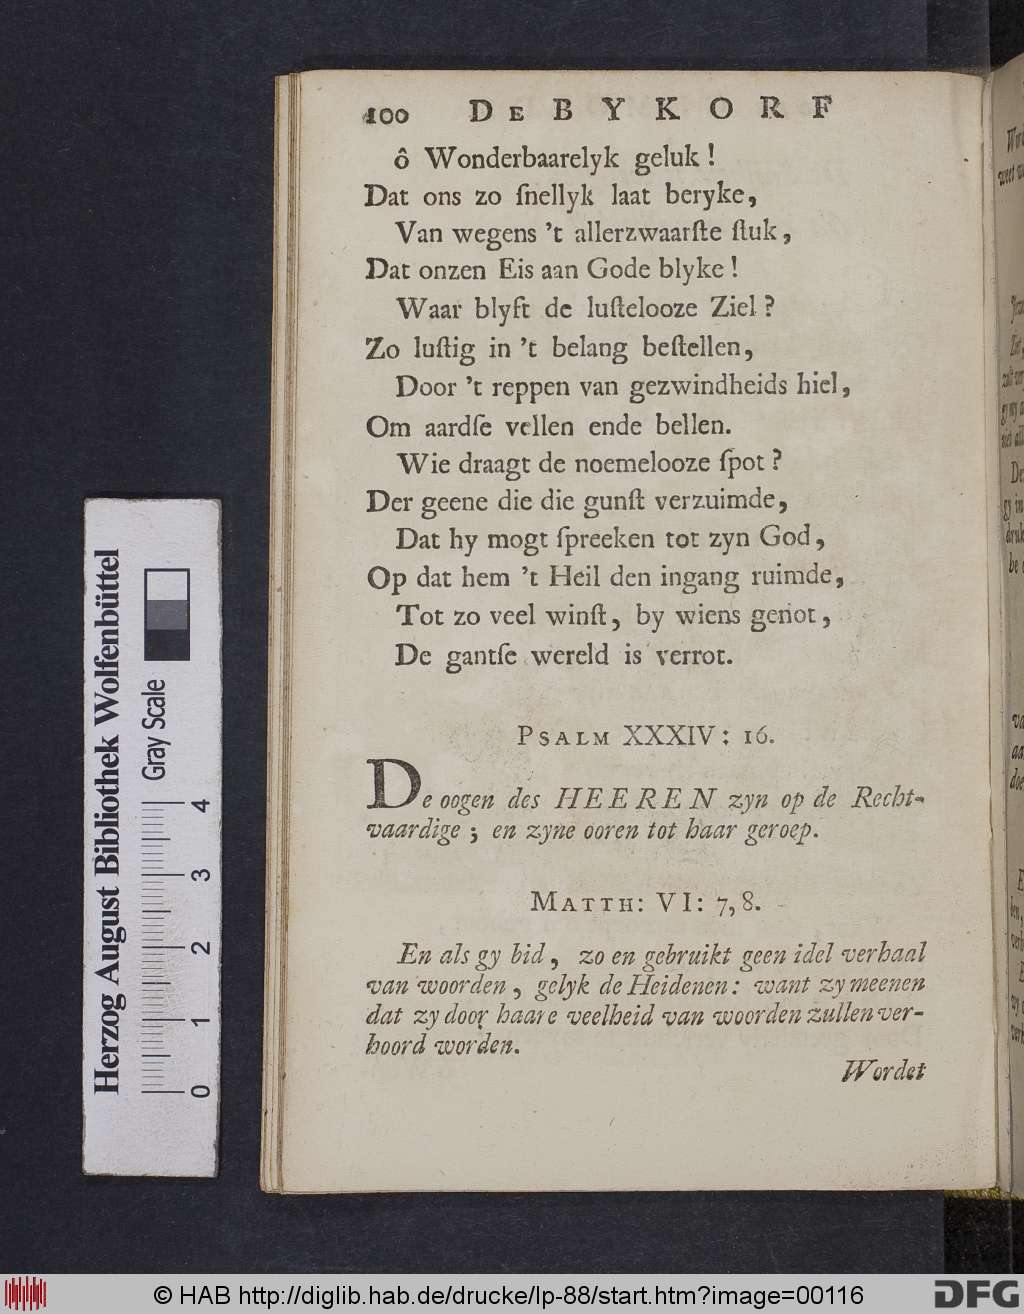 100 DE BYKORF
ô Wonderbaarelyk geluk!
Dat ons zo ſnellyk laat beryke,
Van wegens 't allerzwaarſte ſtuk,
Dat onzen Eis aan Gode blyke!
Waar blyft de luſtelooze Ziel?
Zo luſtig in 't belang beſtellen,
Door 't reppen van gezwindheids hiel,
Om aardſe vellen ende bellen.
Wie draagt de noemelooze ſpot?
Der geene die die gunſt verzuimde,
Dat hy mogt ſpreeken tot zyn God,
Op dat hem 't Heil den ingang ruimde,
Tot zo veel winſt, by wiens genot,
De gantſe wereld is verrot.
PSALM XXXIV: 16.
De oogen des HEEREN zyn op de Recht-
vaardige; en zyne ooren tot haar geroep.
MATTH: VI: 7, 8.
En als gy bid, zo en gebruikt geen idel verhaal
van woorden, gelyk de Heidenen: want zy meenen
dat zy door haare veelheid van woorden zullen ver-
hoord worden.
Wordet
Herzog August Bibliothek Wolfenbüttel
Gray Scale
0 1 2 3 4
© HAB http://diglib.hab.de/drucke/lp-88/start.htm?image=00116
DFG